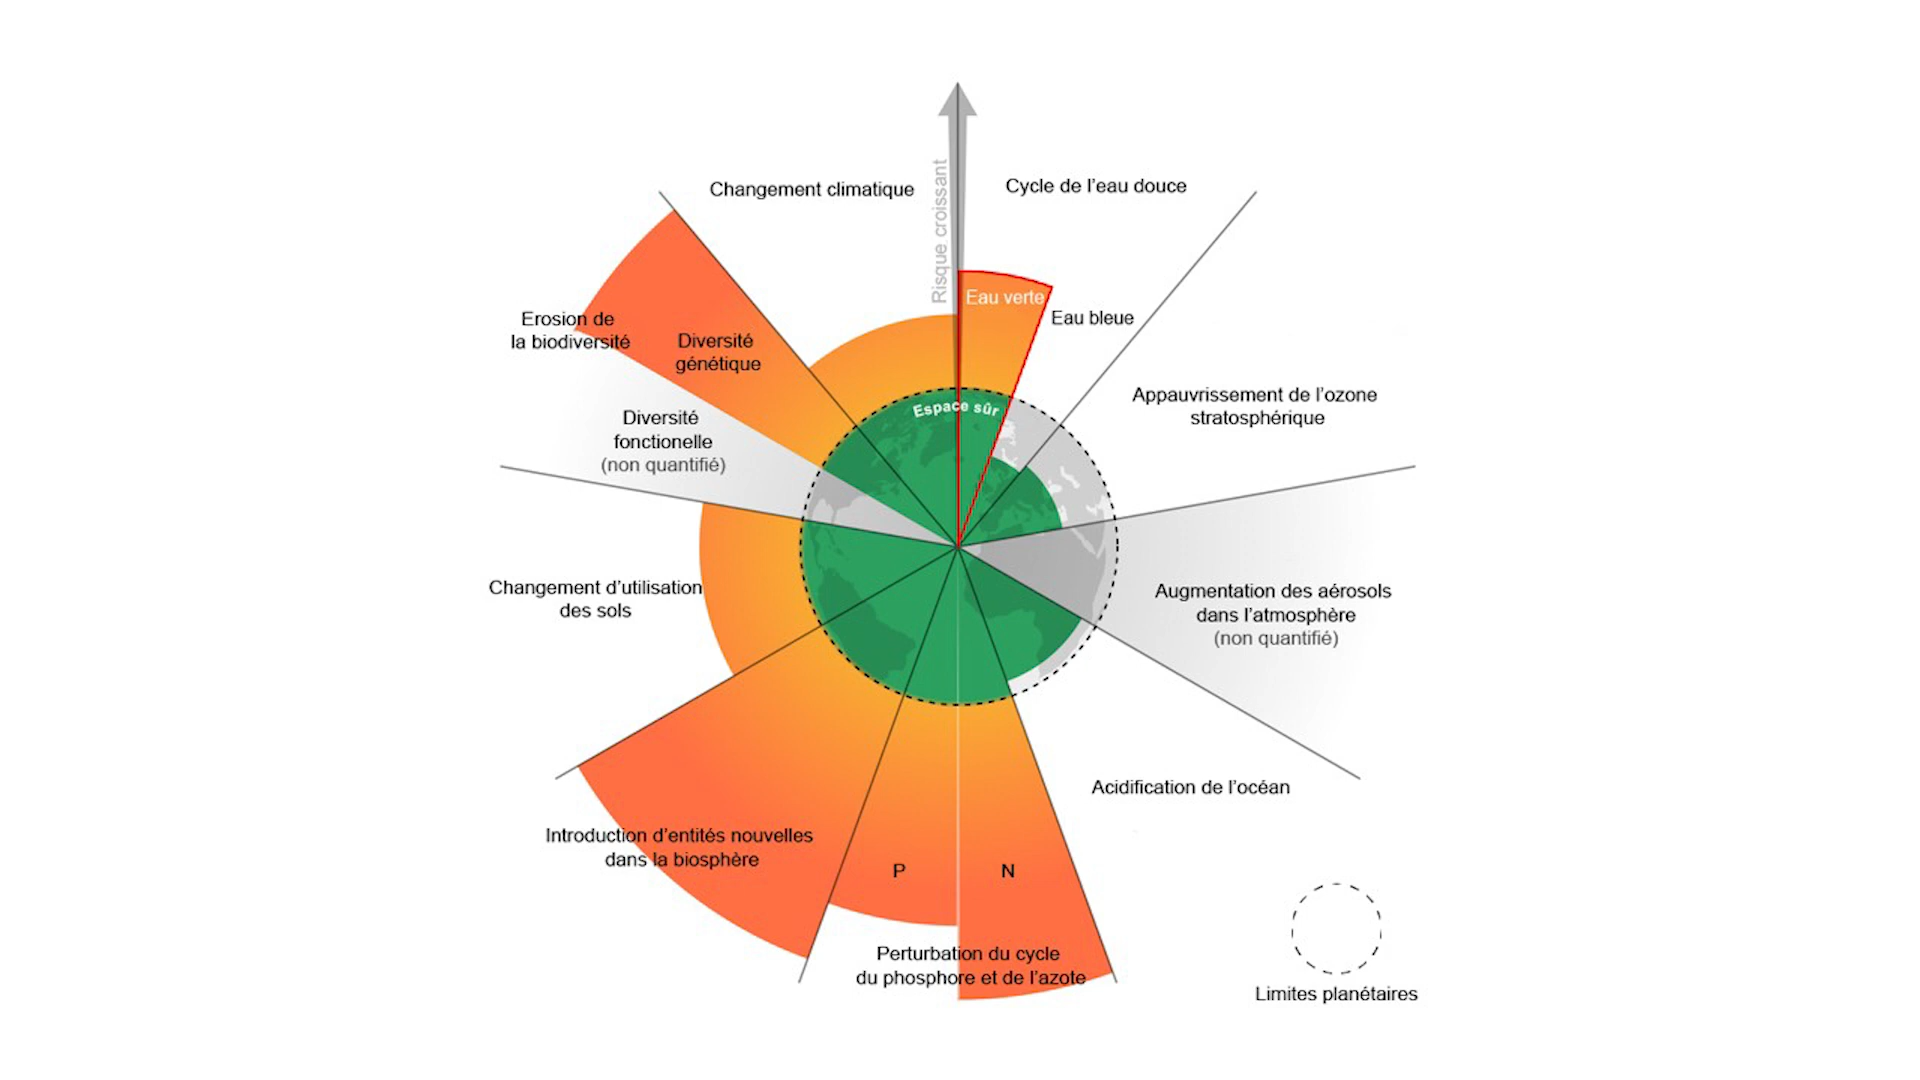 Risque croissant
Changement climatique
Cycle de l'eau douce
Eau verte
Eau bleue
Erosion de
la biodiversité
Diversité
génétique
Appauvrissement de l'ozone
stratosphérique
Espace sûr
Diversité
fonctionelle
(non quantifié)
Changement d'utilisation
des sols
Augmentation des aérosols
dans l'atmosphère
(non quantifié)
Acidification de l'océan
Introduction d'entités nouvelles
dans la biosphère
P
N
Perturbation du cycle
du phosphore et de l'azote
Limites planétaires